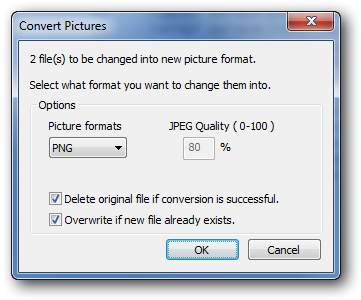 Convert Pictures
2 file(s) to be changed into new picture format.
Select what format you want to change them into.
Options
Picture formats
JPEG Quality ( 0-100 )
PNG
80 %
Delete original file if conversion is successful.
Overwrite if new file already exists.
OK
Cancel